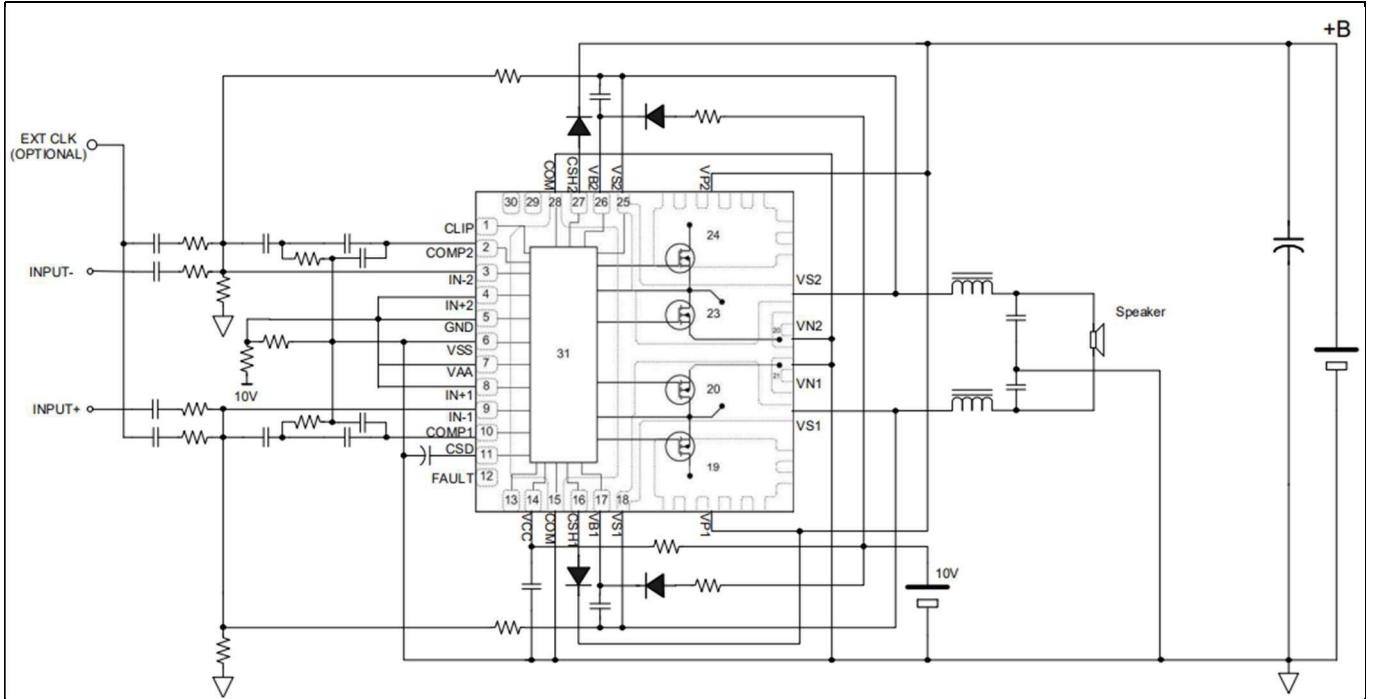 +B
EXT CLK
(OPTIONAL)
COM
CSH2
VB2
VS2
VP2
30 29 28 27 26 25
CLIP 1
24
COMP2 2
INPUT-
IN-2 3
VS2
4
IN+2
23
Speaker
5
GND
20
VN2
6
VSS
31
7
VAA
21
20
VN1
10V
8
IN+1
INPUT+
9
IN-1
VS1
COMP1 10
CSD 11
19
FAULT 12
13 14 15 16 17 18
VCC
COM
CSH1
VB1
VS1
VP1
10V